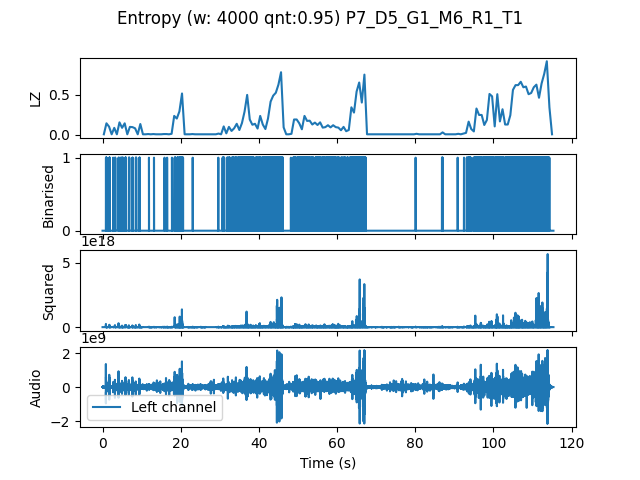 Entropy (w: 4000 qnt:0.95) P7_D5_G1_M6_R1_T1
0.5
0.0
LZ
1
0
Binarised
1e18
5
0
Squared
1e9
2
0
−2
Audio
Left channel
0 20 40 60 80 100 120
Time (s)